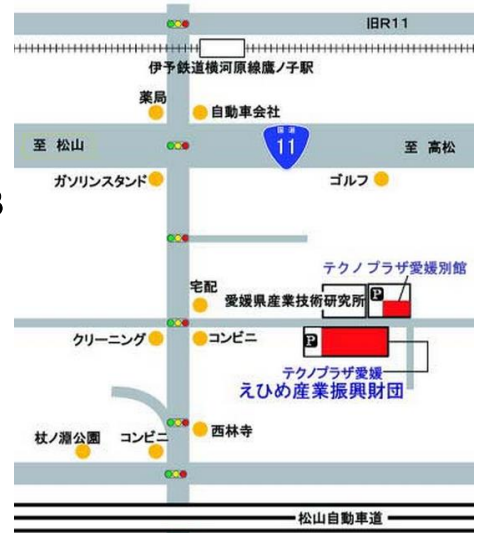 旧R11
伊予鉄道横河原線鷹ノ子駅
薬局
自動車会社
国道
11
至 松山
至 高松
ガソリンスタンド
ゴルフ
テクノプラザ愛媛別館
宅配
愛媛県産業技術研究所
P
クリーニング
コンビニ
P
テクノプラザ愛媛
えひめ産業振興財団
杖ノ淵公園
コンビニ
西林寺
松山自動車道